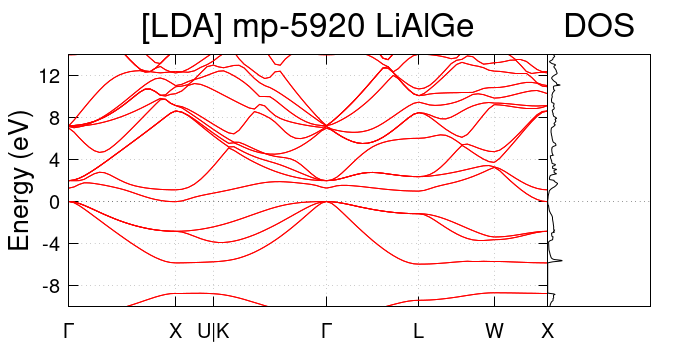 [LDA] mp-5920 LiAlGe DOS
Energy (eV)
12
8
4
0
-4
-8
Γ X U|K Γ L W X